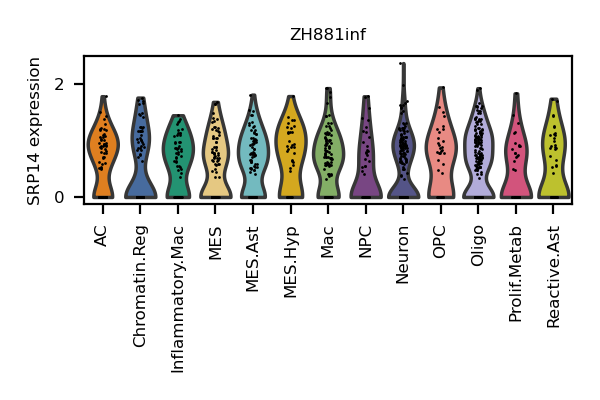 ZH881inf
SRP14 expression
2
0
AC
Chromatin.Reg
Inflammatory.Mac
MES
MES.Ast
MES.Hyp
Mac
NPC
Neuron
OPC
Oligo
Prolif.Metab
Reactive.Ast